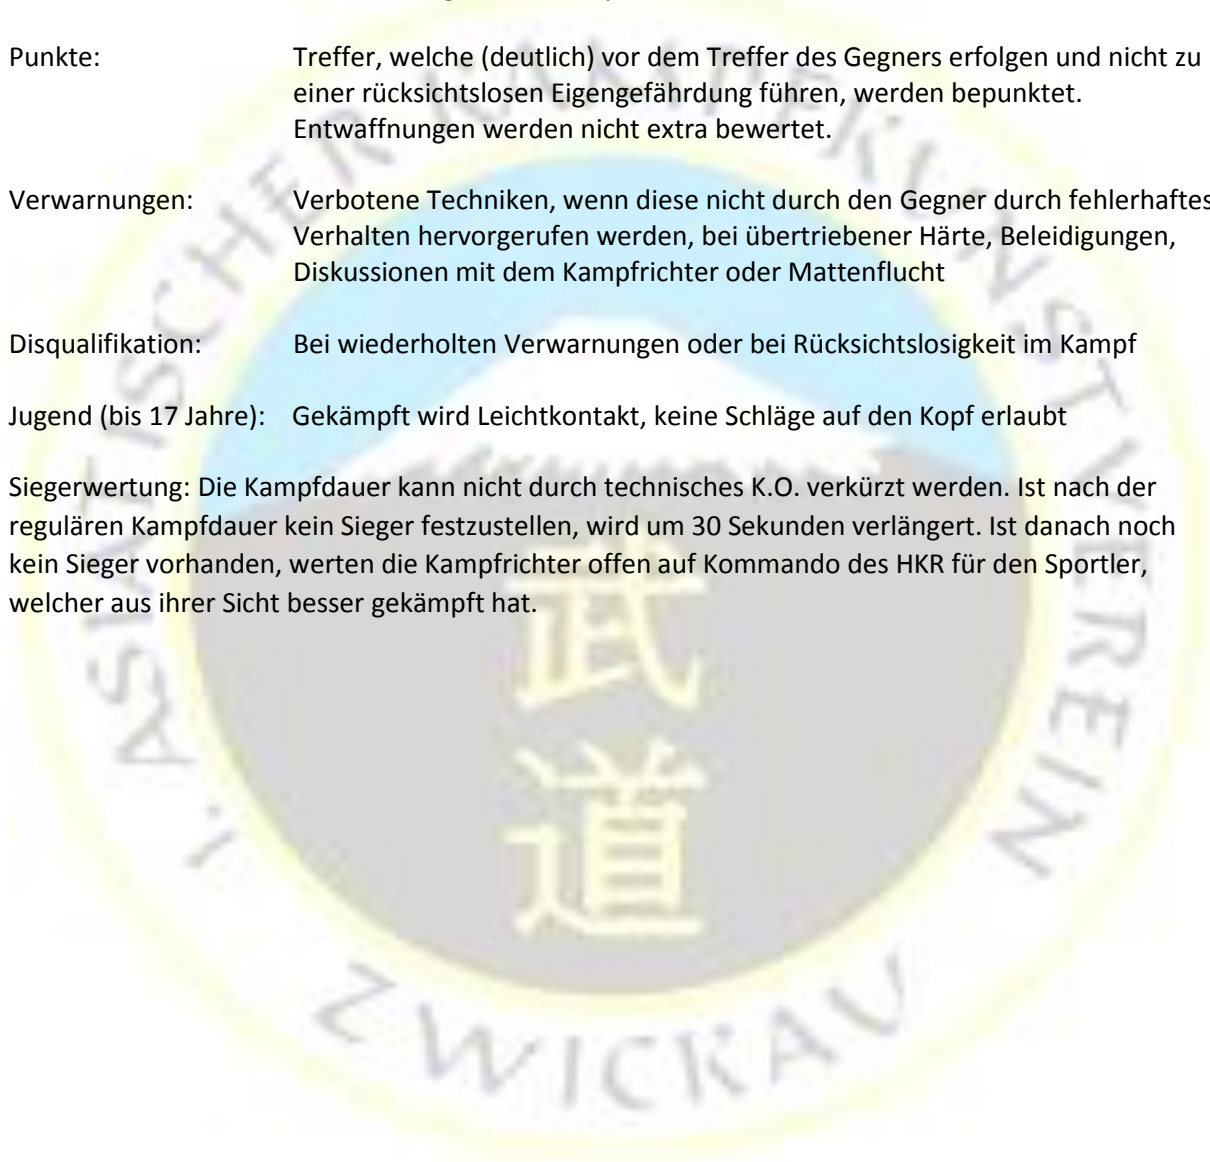 Punkte: Treffer, welche (deutlich) vor dem Treffer des Gegners erfolgen und nicht zu
einer rücksichtslosen Eigengefährdung führen, werden bepunktet.
Entwaffnungen werden nicht extra bewertet.
Verwarnungen: Verbotene Techniken, wenn diese nicht durch den Gegner durch fehlerhaftes
Verhalten hervorgerufen werden, bei übertriebener Härte, Beleidigungen,
Diskussionen mit dem Kampfrichter oder Mattenflucht
Disqualifikation: Bei wiederholten Verwarnungen oder bei Rücksichtslosigkeit im Kampf
Jugend (bis 17 Jahre): Gekämpft wird Leichtkontakt, keine Schläge auf den Kopf erlaubt
Siegerwertung: Die Kampfdauer kann nicht durch technisches K.O. verkürzt werden. Ist nach der
regulären Kampfdauer kein Sieger festzustellen, wird um 30 Sekunden verlängert. Ist danach noch
kein Sieger vorhanden, werten die Kampfrichter offen auf Kommando des HKR für den Sportler,
welcher aus ihrer Sicht besser gekämpft hat.
1. ASIATISCHER KAMPFKUNSTVEREIN
武
道
ZWICKAU